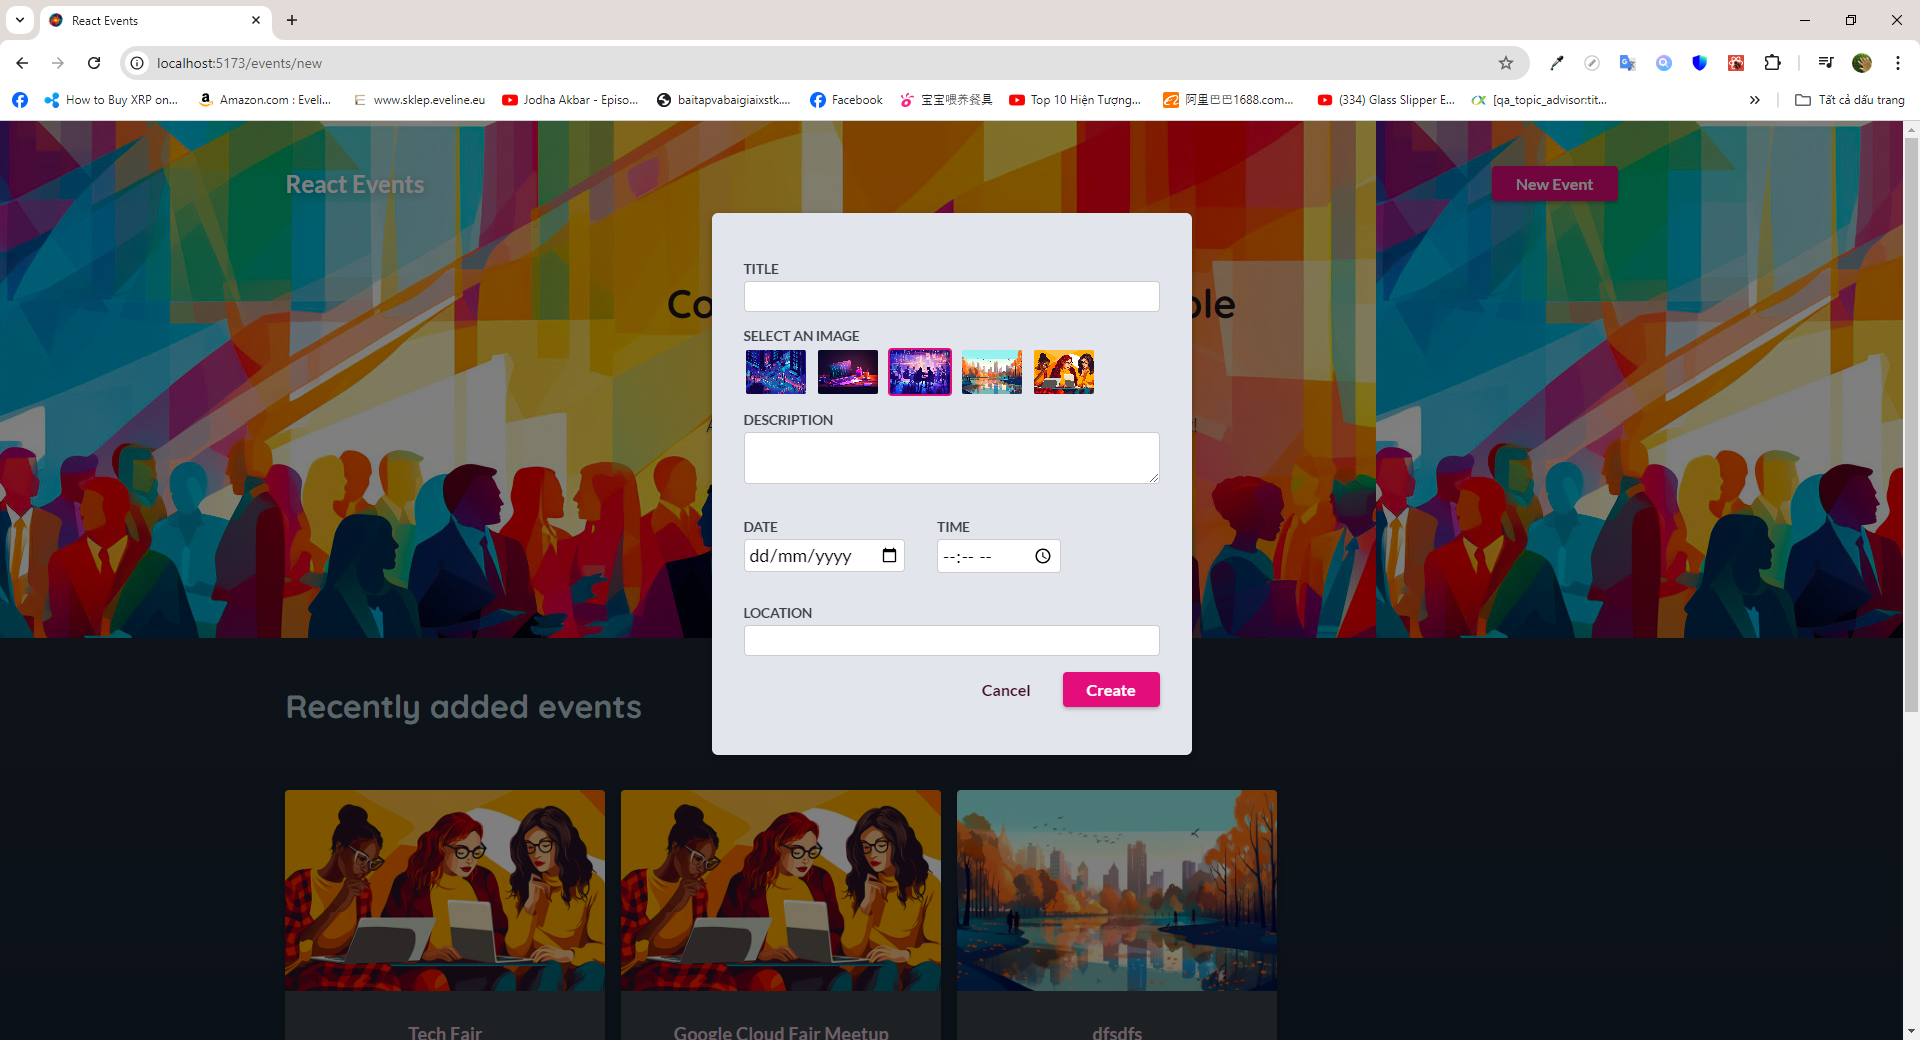 React Events
localhost:5173/events/new
How to Buy XRP on...
Amazon.com : Eveli...
www.sklep.eveline.eu
Jodha Akbar - Episo...
baitapvabaigiaixstk....
Facebook
宝宝喂养餐具
Top 10 Hiện Tượng...
阿里巴巴1688.com...
(334) Glass Slipper E...
[qa_topic_advisor:tit...
Tất cả dấu trang
React Events
New Event
TITLE
SELECT AN IMAGE
DESCRIPTION
DATE
TIME
dd/mm/yyyy
--:-- --
LOCATION
Cancel
Create
Recently added events
Tech Fair
Google Cloud Fair Meetup
dfsdfs